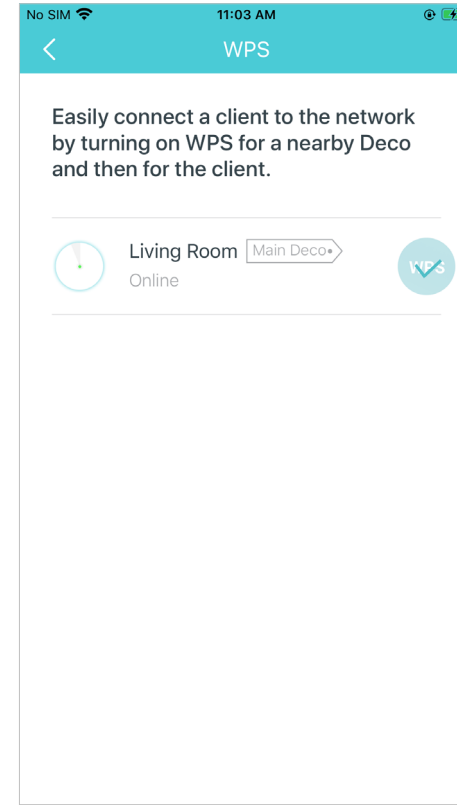 No SIM 11:03 AM
WPS
Easily connect a client to the network
by turning on WPS for a nearby Deco
and then for the client.
Living Room Main Deco
Online
WPS